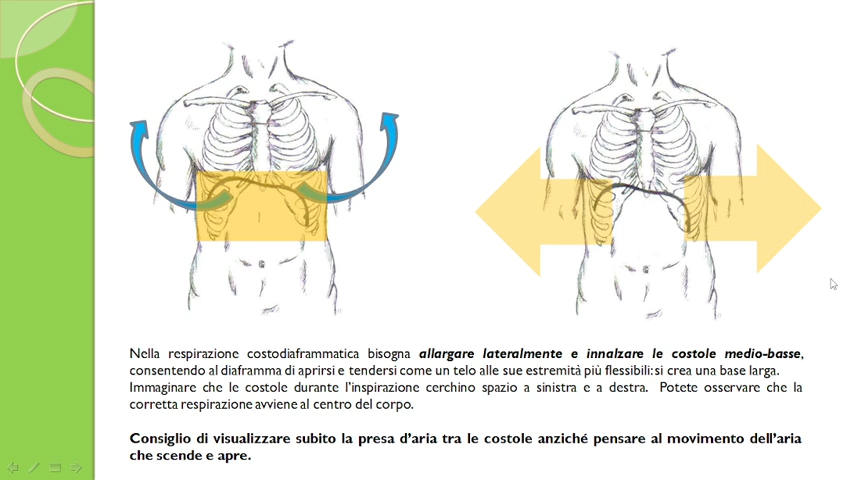 Nella respirazione costodiaframmatica bisogna allargare lateralmente e innalzare le costole medio-basse,
consentendo al diaframma di aprirsi e tendersi come un telo alle sue estremità più flessibili: si crea una base larga.
Immaginare che le costole durante l’inspirazione cerchino spazio a sinistra e a destra. Potete osservare che la
corretta respirazione avviene al centro del corpo.
Consiglio di visualizzare subito la presa d’aria tra le costole anziché pensare al movimento dell’aria
che scende e apre.